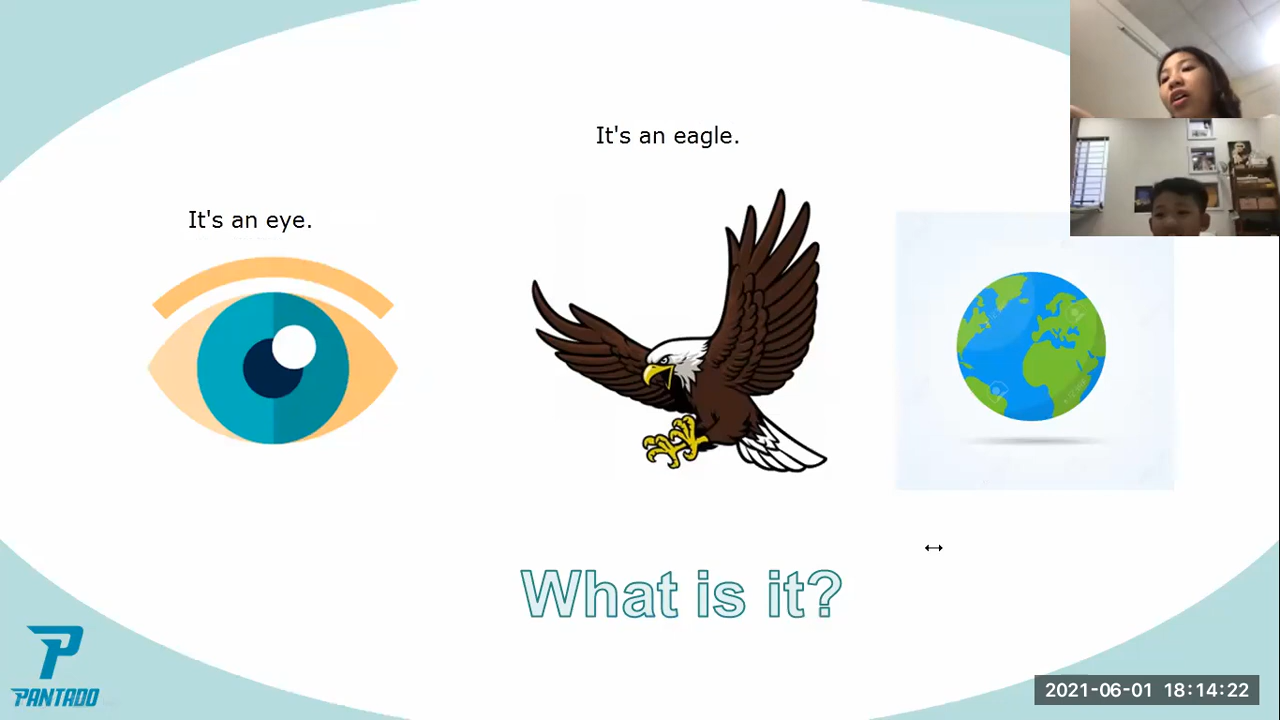 It's an eagle.
It's an eye.
What is it?
PANTADO
2021-06-01 18:14:22